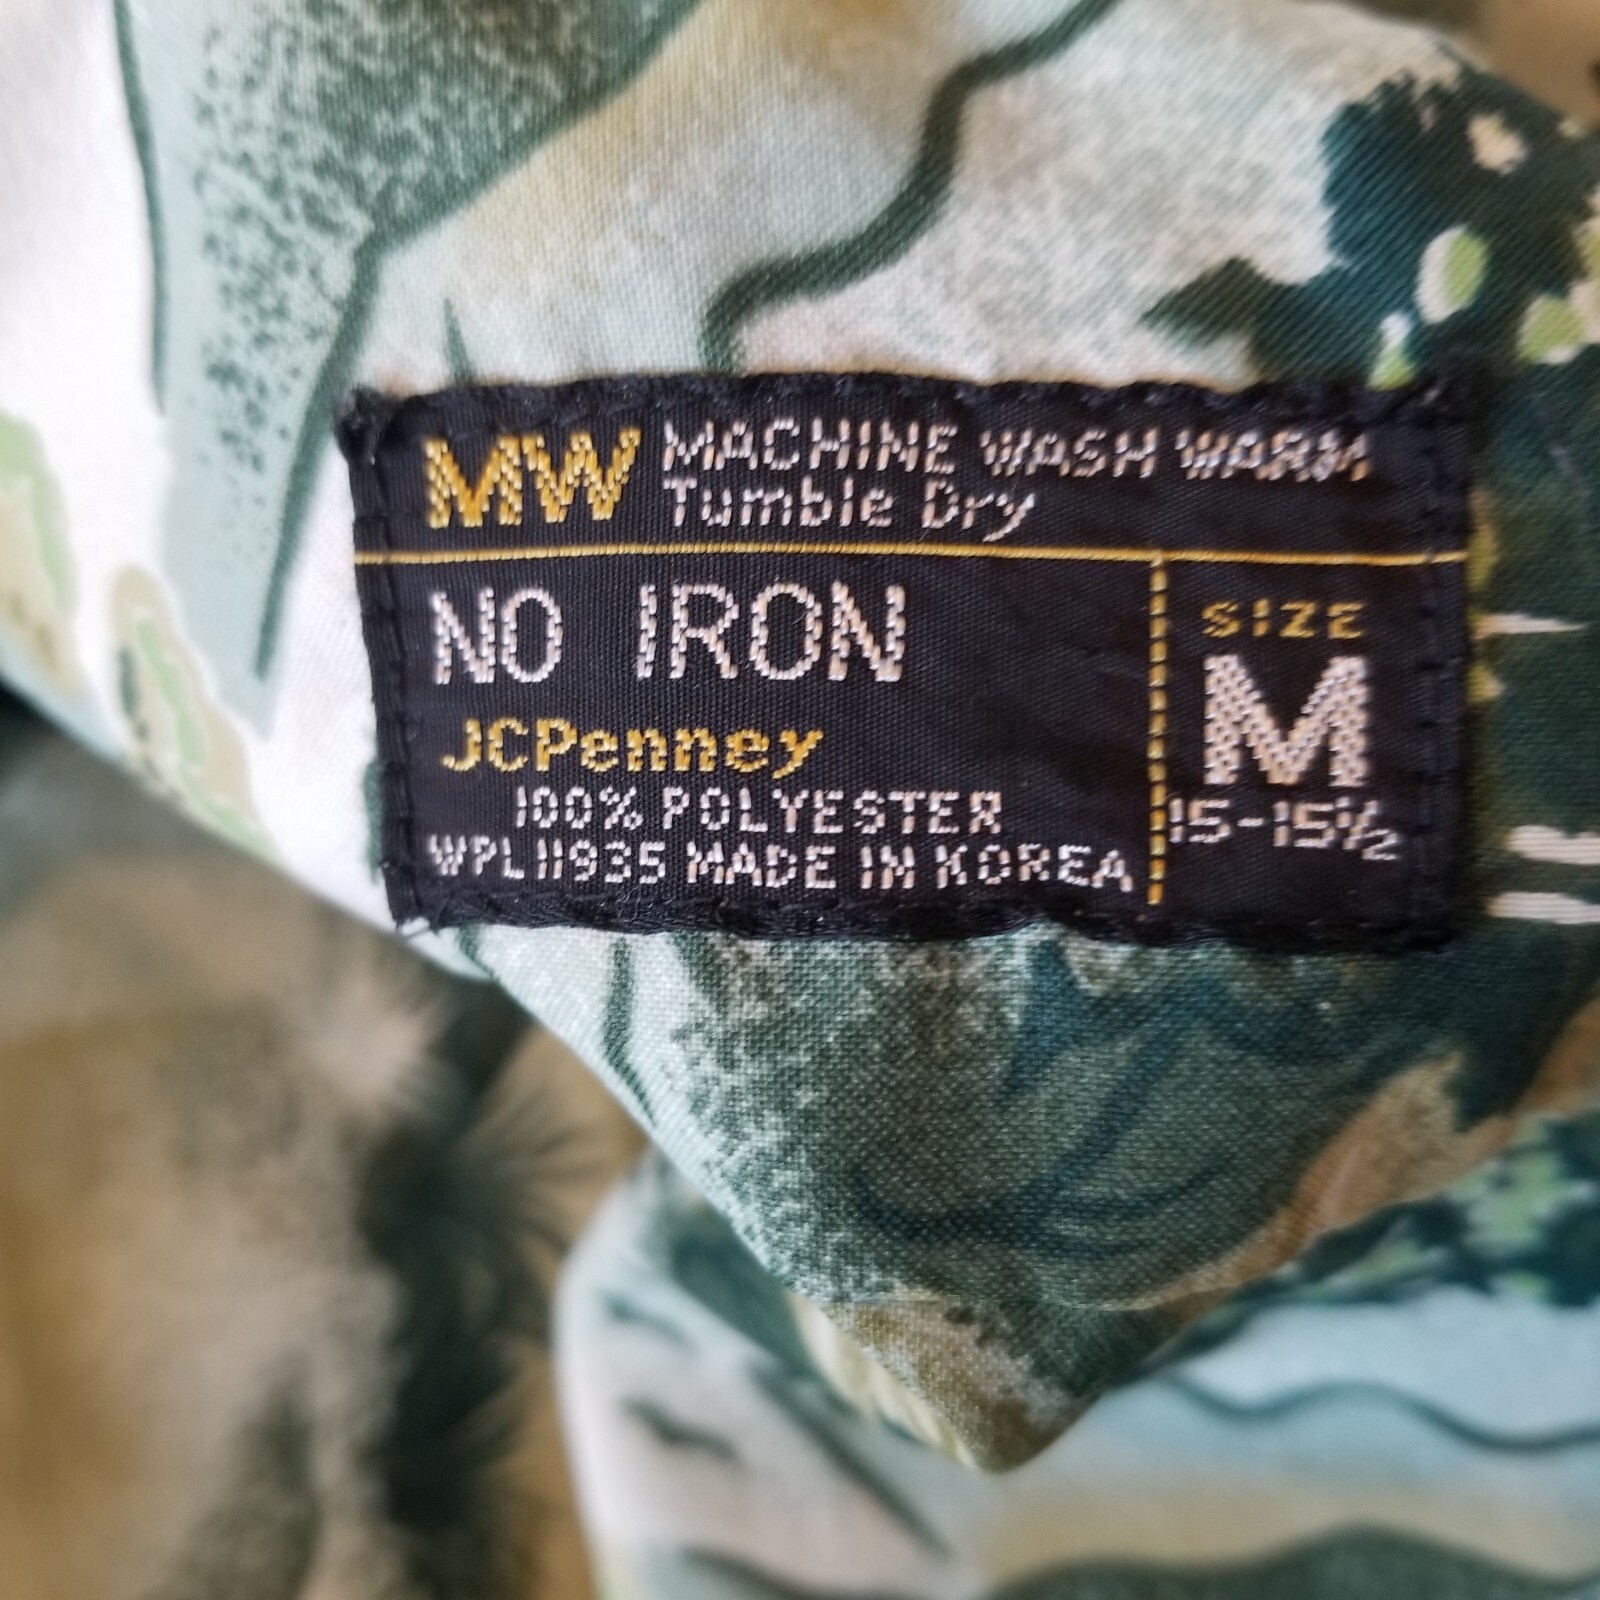 MW MACHINE WASH WARM
Tumble Dry
NO IRON
JCPenney
100% POLYESTER
WPL11935 MADE IN KOREA
SIZE
M
15-15½